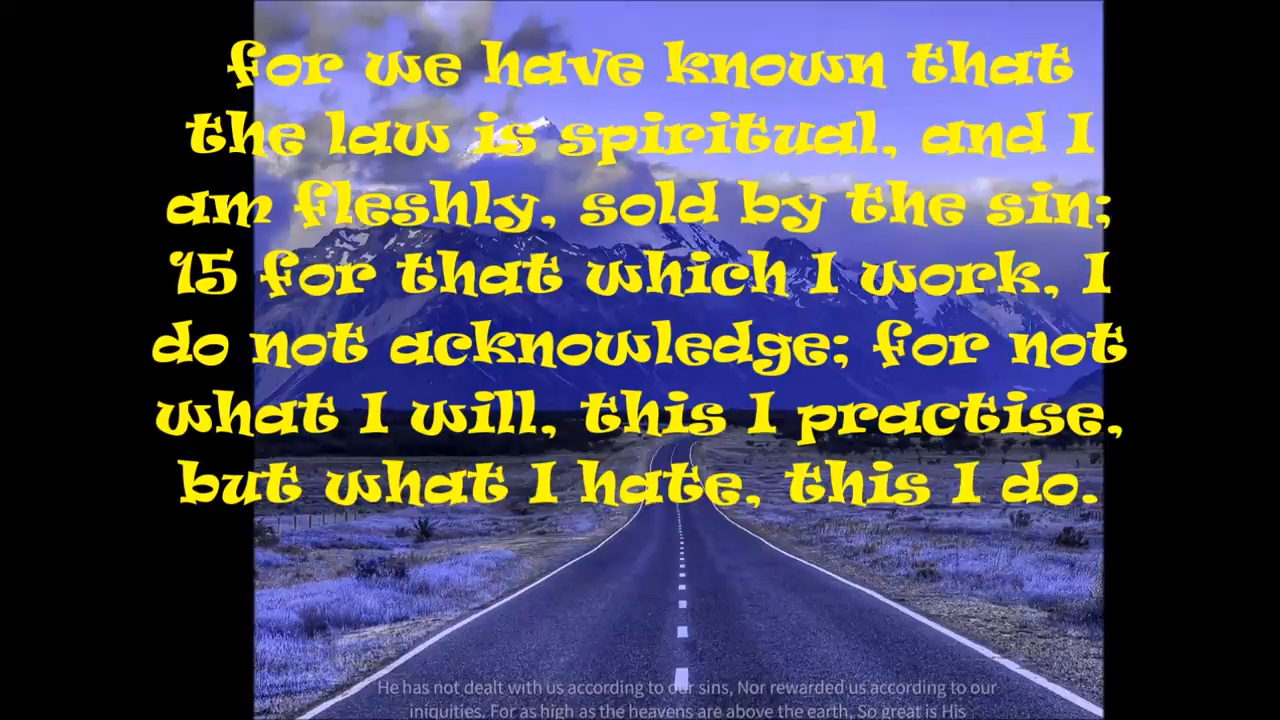 for we have known that
the law is spiritual, and I
am fleshly, sold by the sin;
15 for that which I work, I
do not acknowledge; for not
what I will, this I practise,
but what I hate, this I do.
He has not dealt with us according to our sins, Nor rewarded us according to our
iniquities. For as high as the heavens are above the earth, So great is His